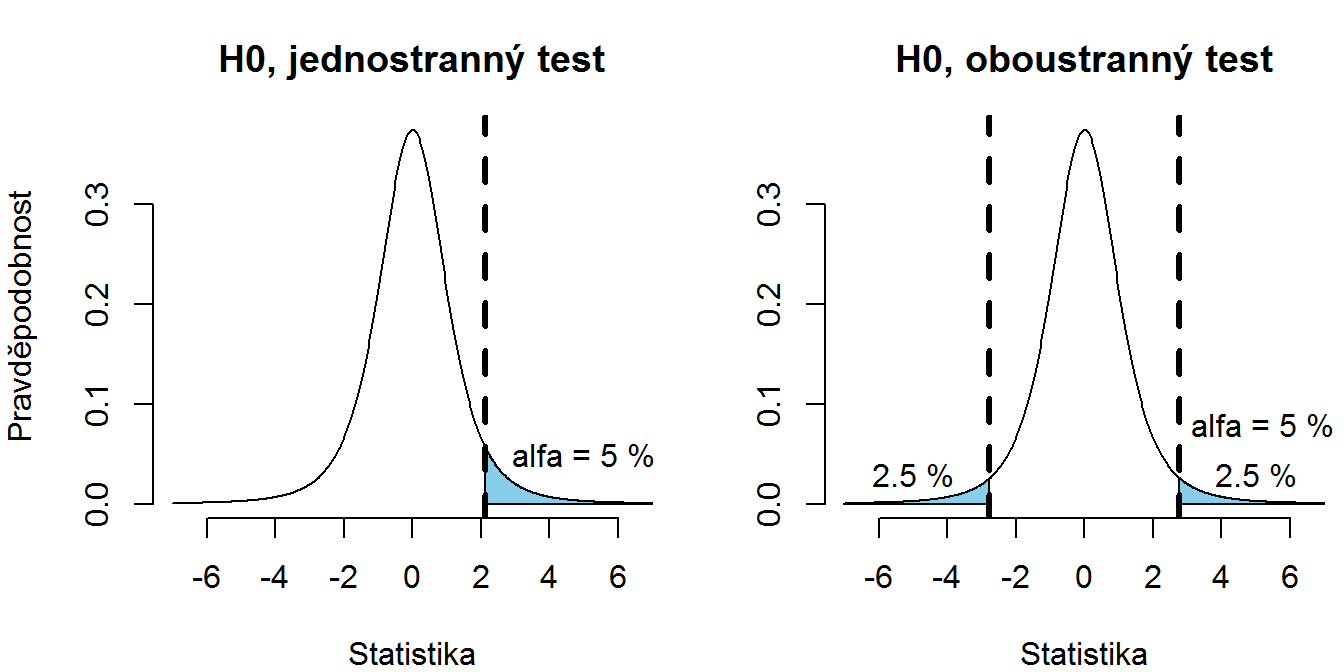 H0, jednostranný test
Pravděpodobnost
0.3
0.2
0.1
0.0
alfa = 5 %
-6 -4 -2 0 2 4 6
Statistika
H0, oboustranný test
0.3
0.2
0.1
0.0
alfa = 5 %
2.5 % 2.5 %
-6 -4 -2 0 2 4 6
Statistika